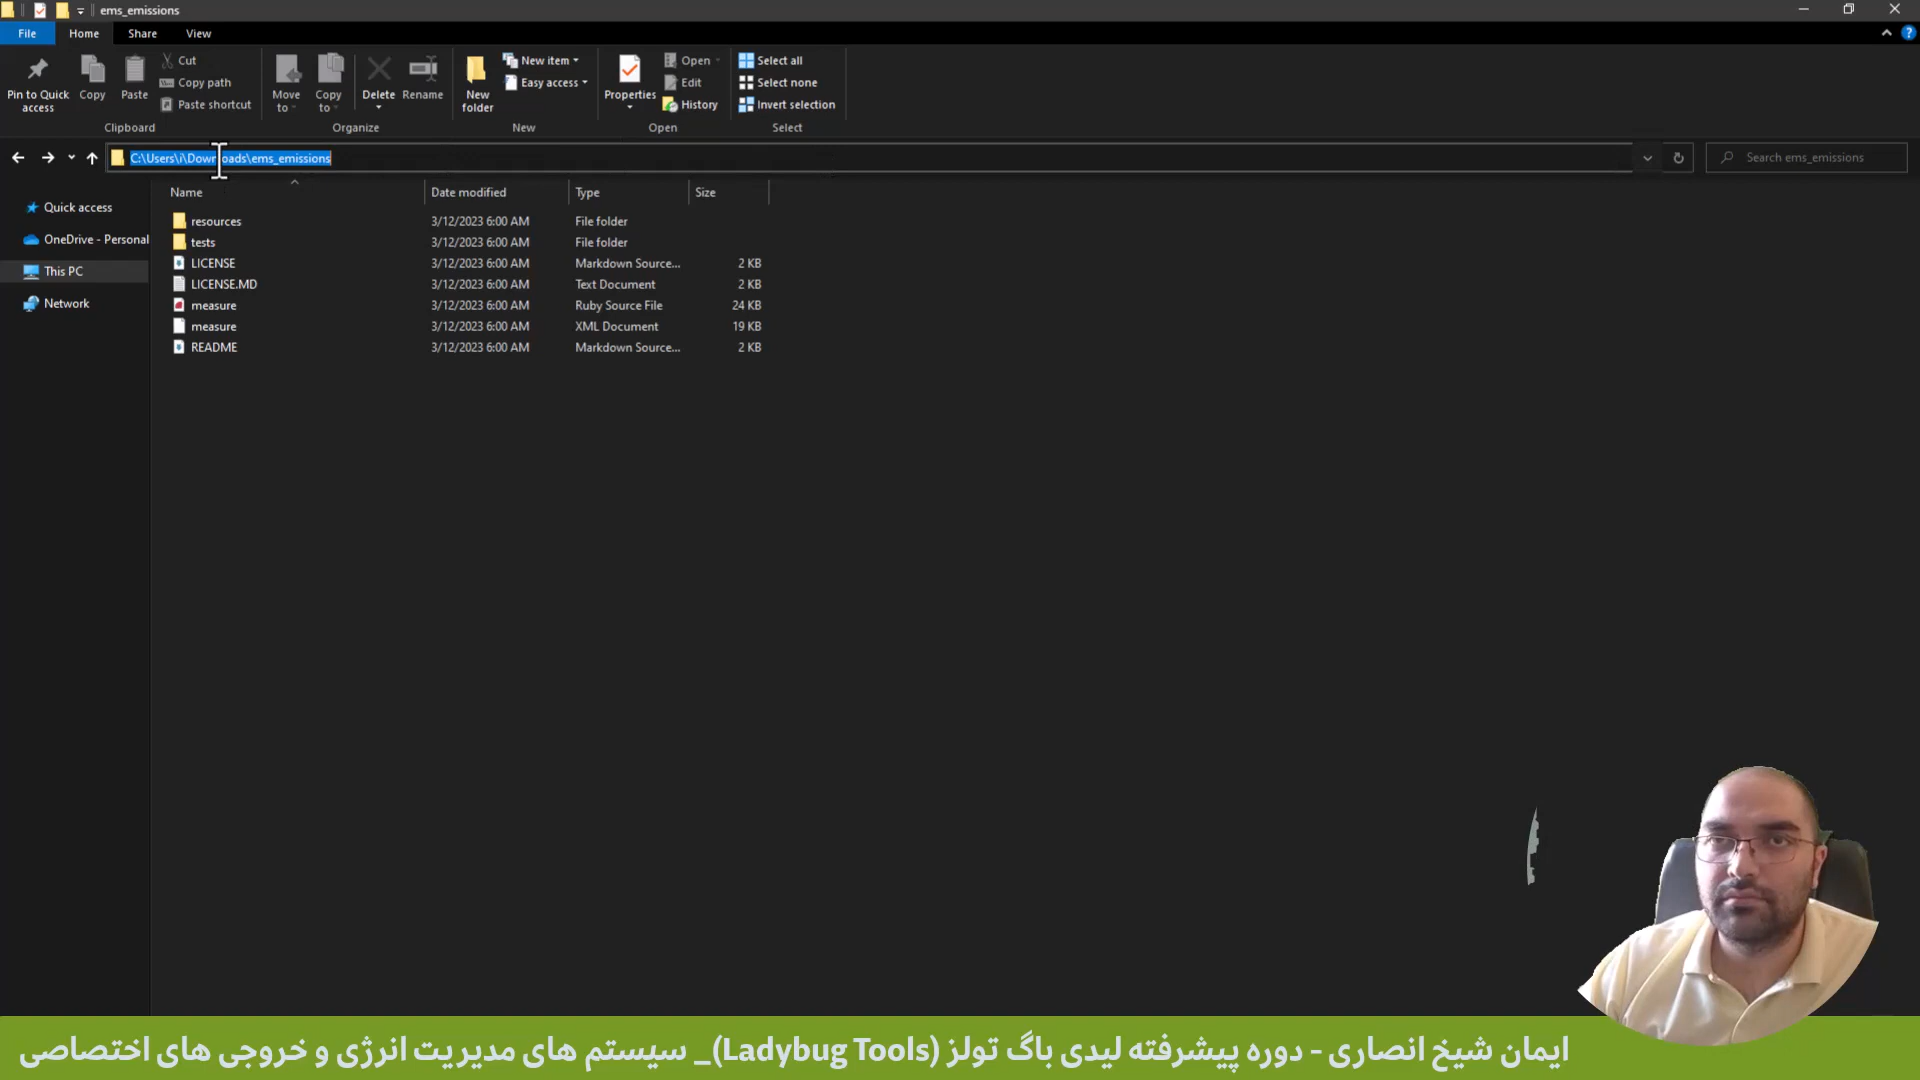 ems_emissions
File Home Share View
Pin to Quick access
Copy
Paste
Cut
Copy path
Paste shortcut
Clipboard
Move to
Copy to
Delete
Rename
Organize
New folder
New item
Easy access
New
Properties
Open
Edit
History
Open
Select all
Select none
Invert selection
Select
C:\Users\i\Downloads\ems_emissions
Search ems_emissions
Quick access
OneDrive - Personal
This PC
Network
Name Date modified Type Size
resources 3/12/2023 6:00 AM File folder
tests 3/12/2023 6:00 AM File folder
LICENSE 3/12/2023 6:00 AM Markdown Source... 2 KB
LICENSE.MD 3/12/2023 6:00 AM Text Document 2 KB
measure 3/12/2023 6:00 AM Ruby Source File 24 KB
measure 3/12/2023 6:00 AM XML Document 19 KB
README 3/12/2023 6:00 AM Markdown Source... 2 KB
ایمان شیخ انصاری - دوره پیشرفته لیدی باگ تولز (Ladybug Tools)_ سیستم های مدیریت انرژی و خروجی های اختصاصی